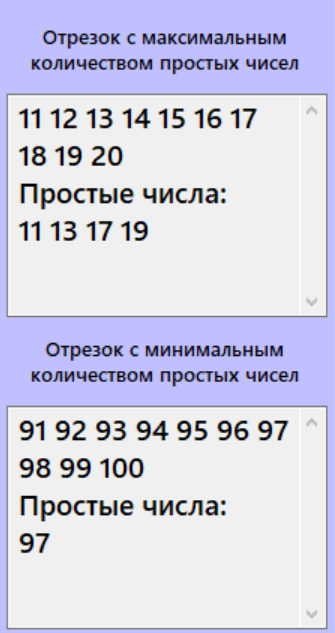 Отрезок с максимальным
количеством простых чисел
11 12 13 14 15 16 17
18 19 20
Простые числа:
11 13 17 19
Отрезок с минимальным
количеством простых чисел
91 92 93 94 95 96 97
98 99 100
Простые числа:
97